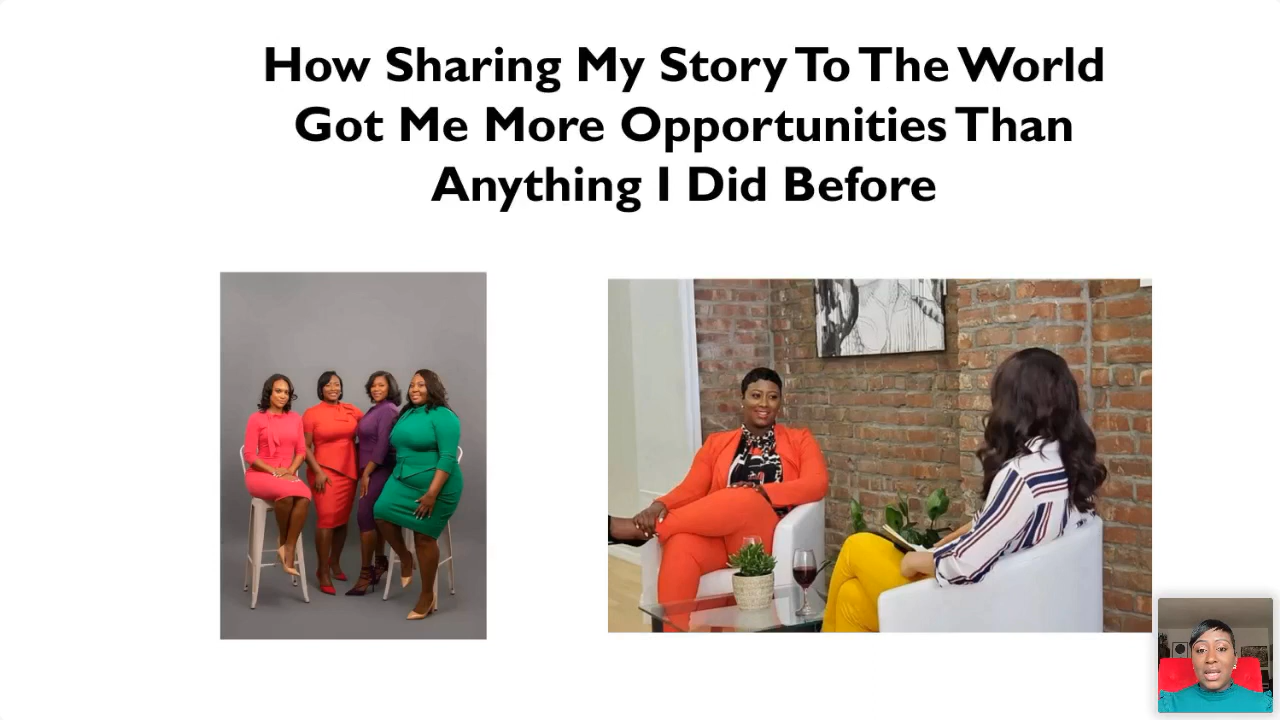 How Sharing My Story To The World
Got Me More Opportunities Than
Anything I Did Before